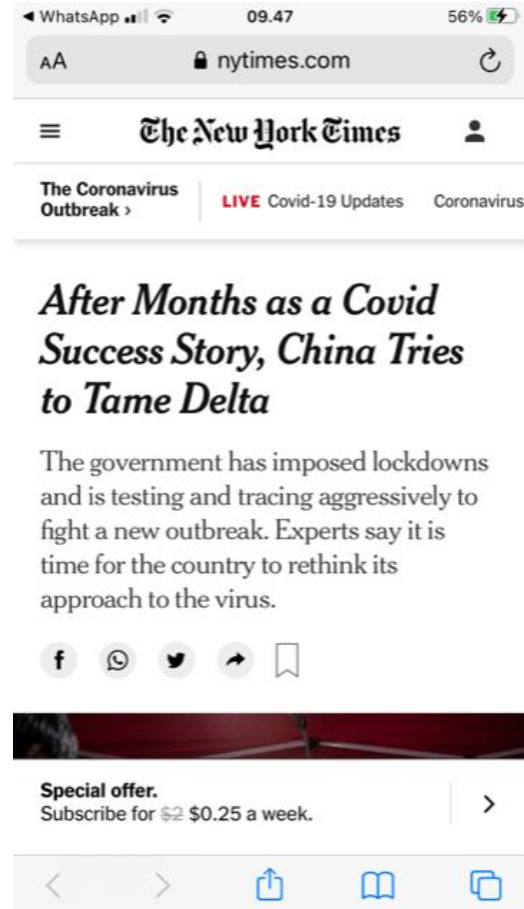 WhatsApp 09.47 56%
AA nytimes.com
The New York Times
The Coronavirus
Outbreak > LIVE Covid-19 Updates Coronavirus
After Months as a Covid
Success Story, China Tries
to Tame Delta
The government has imposed lockdowns
and is testing and tracing aggressively to
fight a new outbreak. Experts say it is
time for the country to rethink its
approach to the virus.
Special offer.
Subscribe for $2 $0.25 a week.